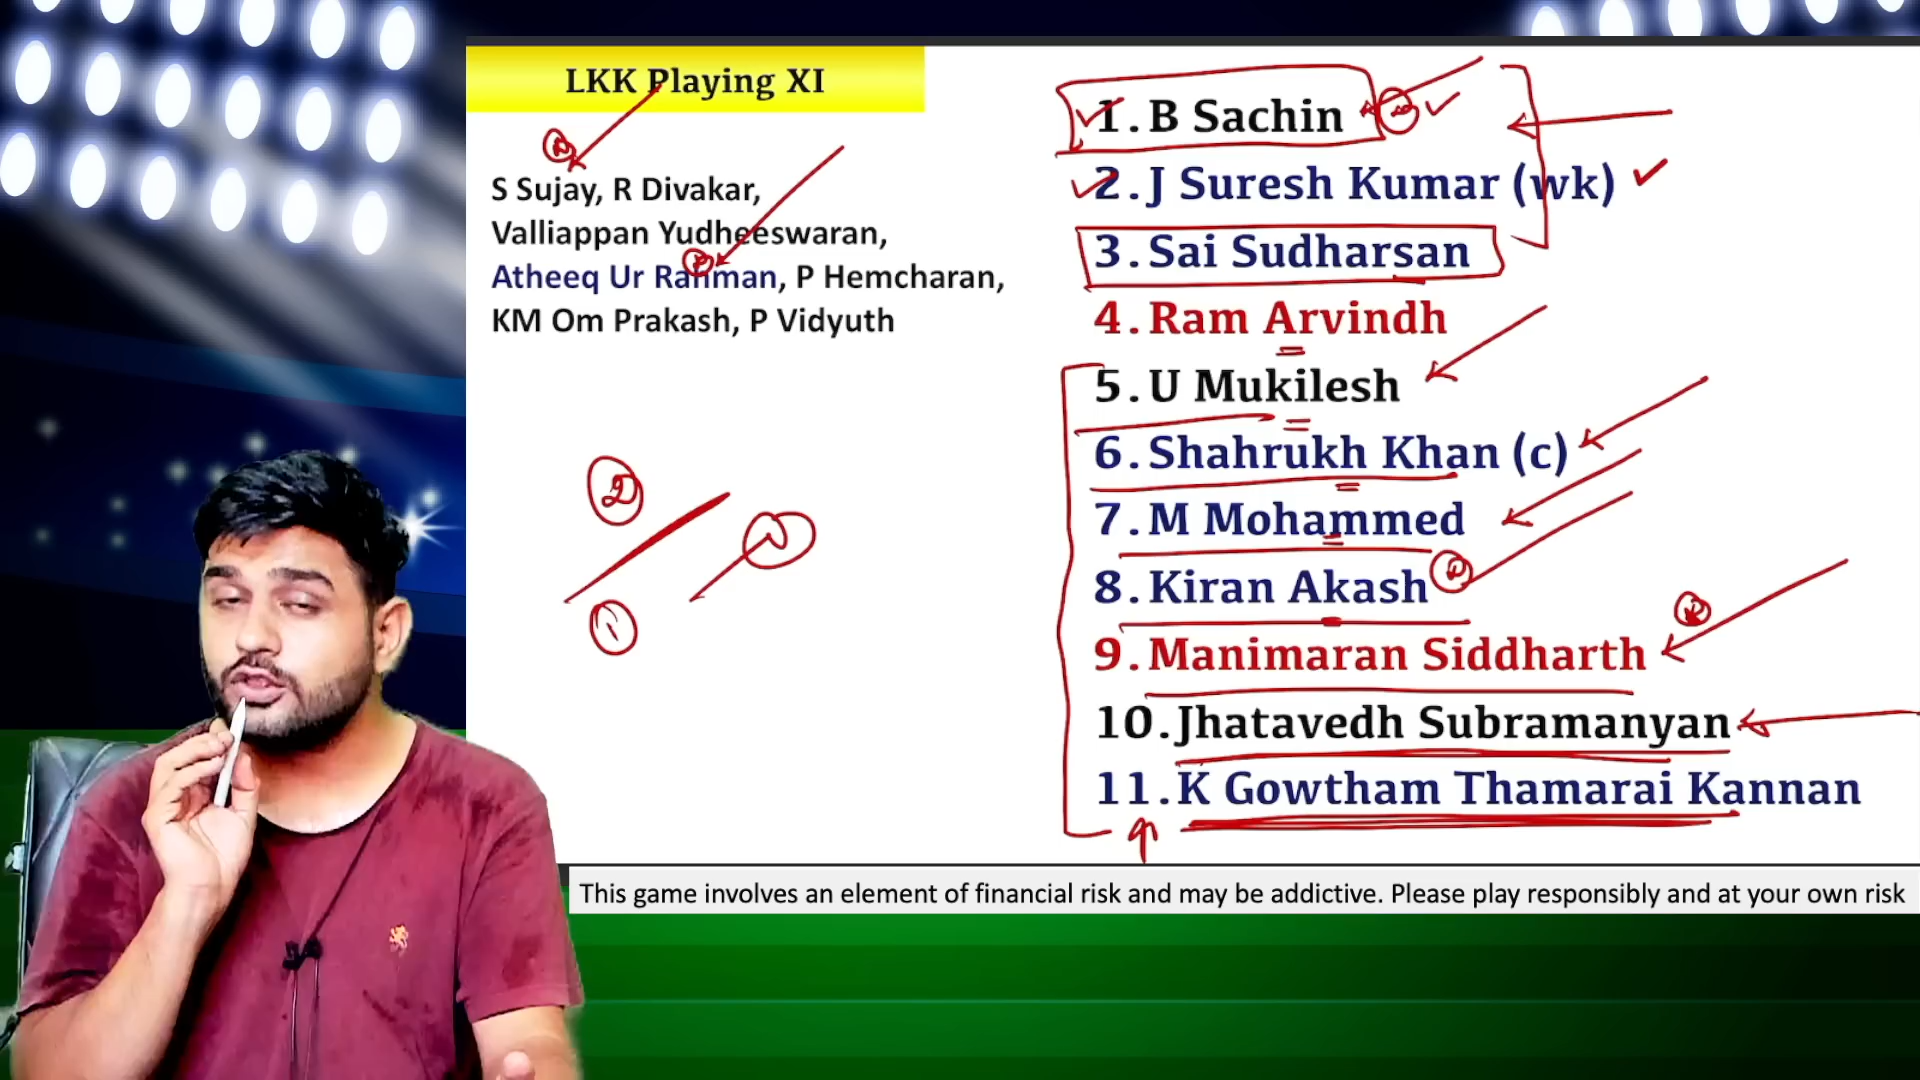 LKK Playing XI
S Sujay, R Divakar,
Valliappan Yudheeswaran,
Atheeq Ur Rahman, P Hemcharan,
KM Om Prakash, P Vidyuth
1. B Sachin
2. J Suresh Kumar (wk)
3. Sai Sudharsan
4. Ram Arvindh
5. U Mukilesh
6. Shahrukh Khan (c)
7. M Mohammed
8. Kiran Akash
9. Manimaran Siddharth
10. Jhatavedh Subramanyan
11. K Gowtham Thamarai Kannan
2
1
This game involves an element of financial risk and may be addictive. Please play responsibly and at your own risk